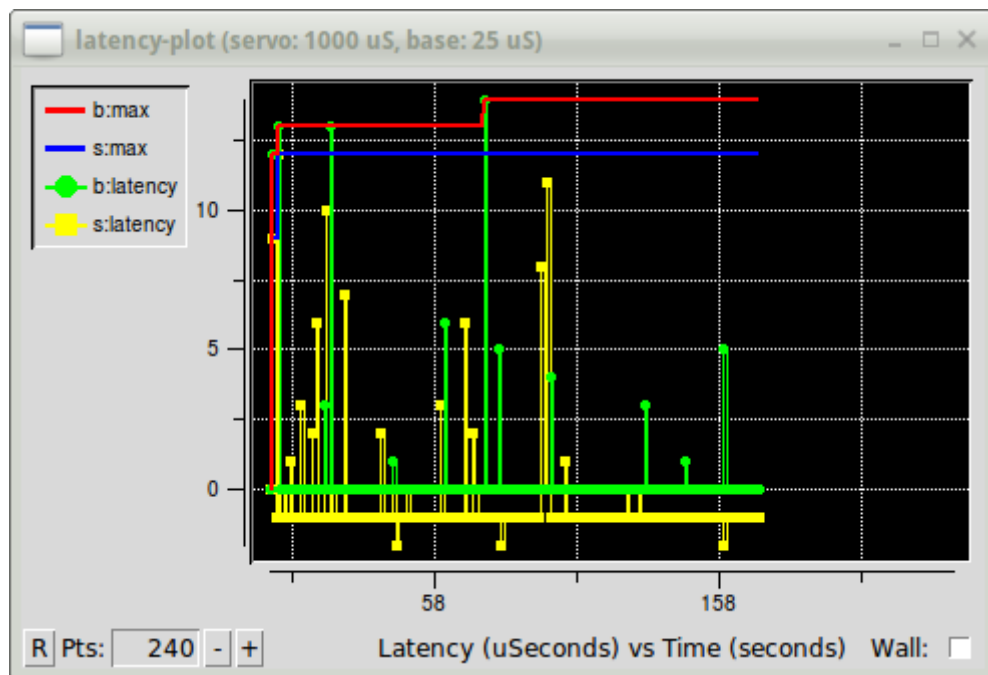 latency-plot (servo: 1000 uS, base: 25 uS)
b:max
s:max
b:latency
s:latency
10
5
0
58 158
R Pts: 240 - + Latency (uSeconds) vs Time (seconds) Wall: